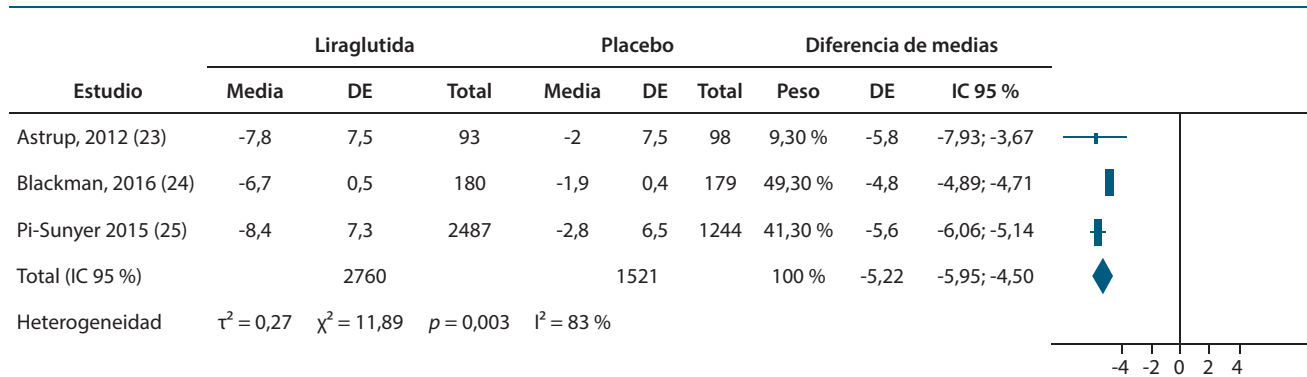 Liraglutida Placebo Diferencia de medias
Estudio Media DE Total Media DE Total Peso DE IC 95 %
Astrup, 2012 (23) -7,8 7,5 93 -2 7,5 98 9,30 % -5,8 -7,93; -3,67
Blackman, 2016 (24) -6,7 0,5 180 -1,9 0,4 179 49,30 % -4,8 -4,89; -4,71
Pi-Sunyer 2015 (25) -8,4 7,3 2487 -2,8 6,5 1244 41,30 % -5,6 -6,06; -5,14
Total (IC 95 %) 2760 1521 100 % -5,22 -5,95; -4,50
Heterogeneidad τ² = 0,27 χ² = 11,89 p = 0,003 I² = 83 %
-4 -2 0 2 4